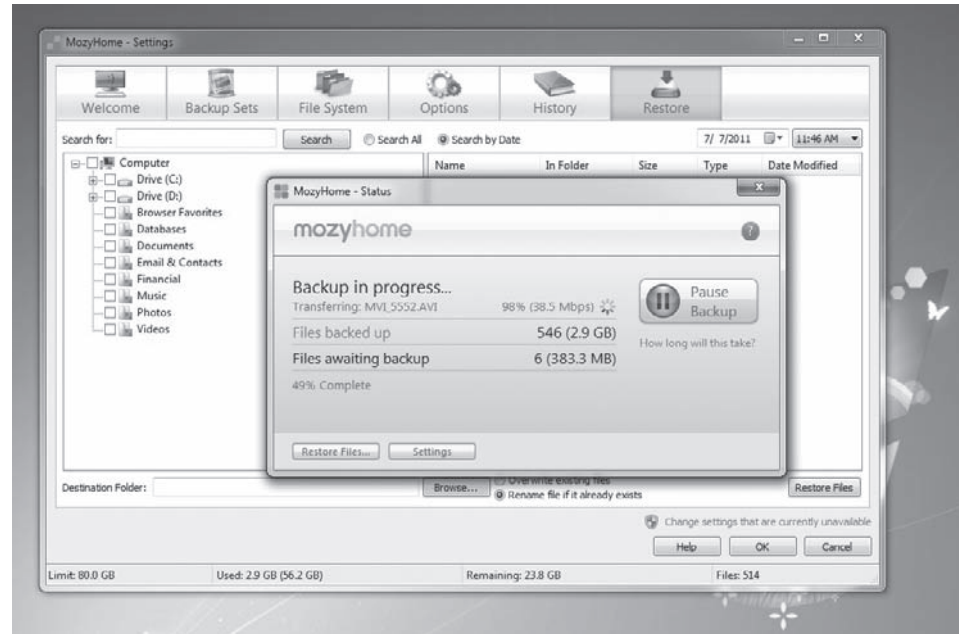 MozyHome - Settings
Welcome Backup Sets File System Options History Restore
Search for: Search Search All Search by Date 7/ 7/2011 11:46 AM
Computer
Drive (C:)
Drive (D:)
Browser Favorites
Databases
Documents
Email & Contacts
Financial
Music
Photos
Videos
Name In Folder Size Type Date Modified
MozyHome - Status
mozyhome ?
Backup in progress...
Transferring: MVI_5552.AVI 98% (38.5 Mbps)
Files backed up 546 (2.9 GB)
Files awaiting backup 6 (383.3 MB)
49% Complete
Pause
Backup
How long will this take?
Restore Files... Settings
Destination Folder: Browse... Overwrite existing files
Rename file if it already exists Restore Files
Change settings that are currently unavailable
Help OK Cancel
Limit: 80.0 GB Used: 2.9 GB (56.2 GB) Remaining: 23.8 GB Files: 514